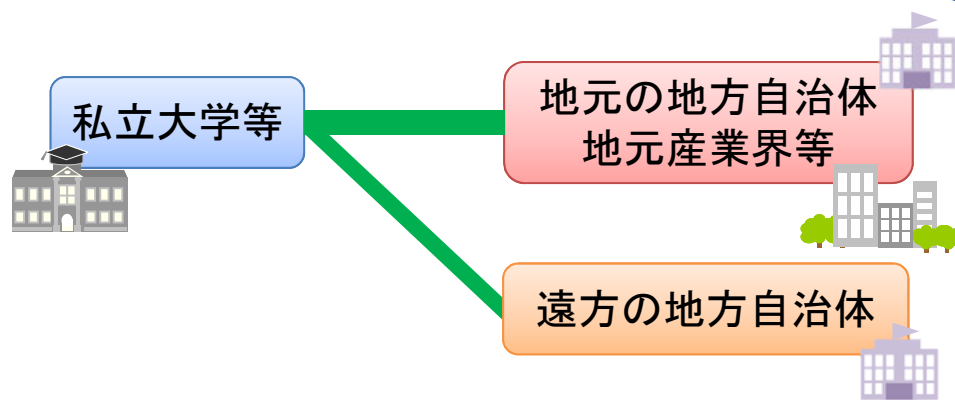 私立大学等
地元の地方自治体
地元産業界等
遠方の地方自治体